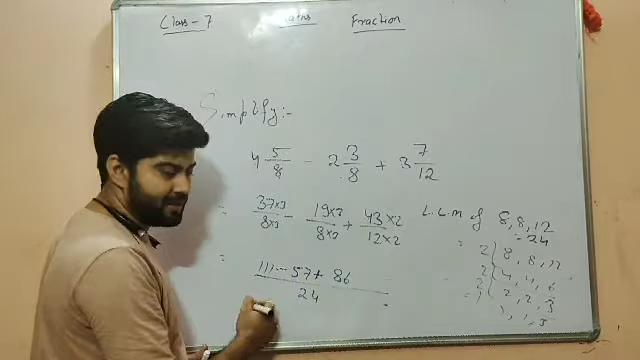 Class - 7 Maths Fraction
Simplify:-
4 5/8 - 2 3/8 + 3 7/12
= 37×3/8×3 - 19×3/8×3 + 43×2/12×2
L.C.M of 8, 8, 12
= 24
= 2 | 8, 8, 12
2 | 4, 4, 6
2 | 2, 2, 3
1, 1, 3
= 111 - 57 + 86 / 24
=